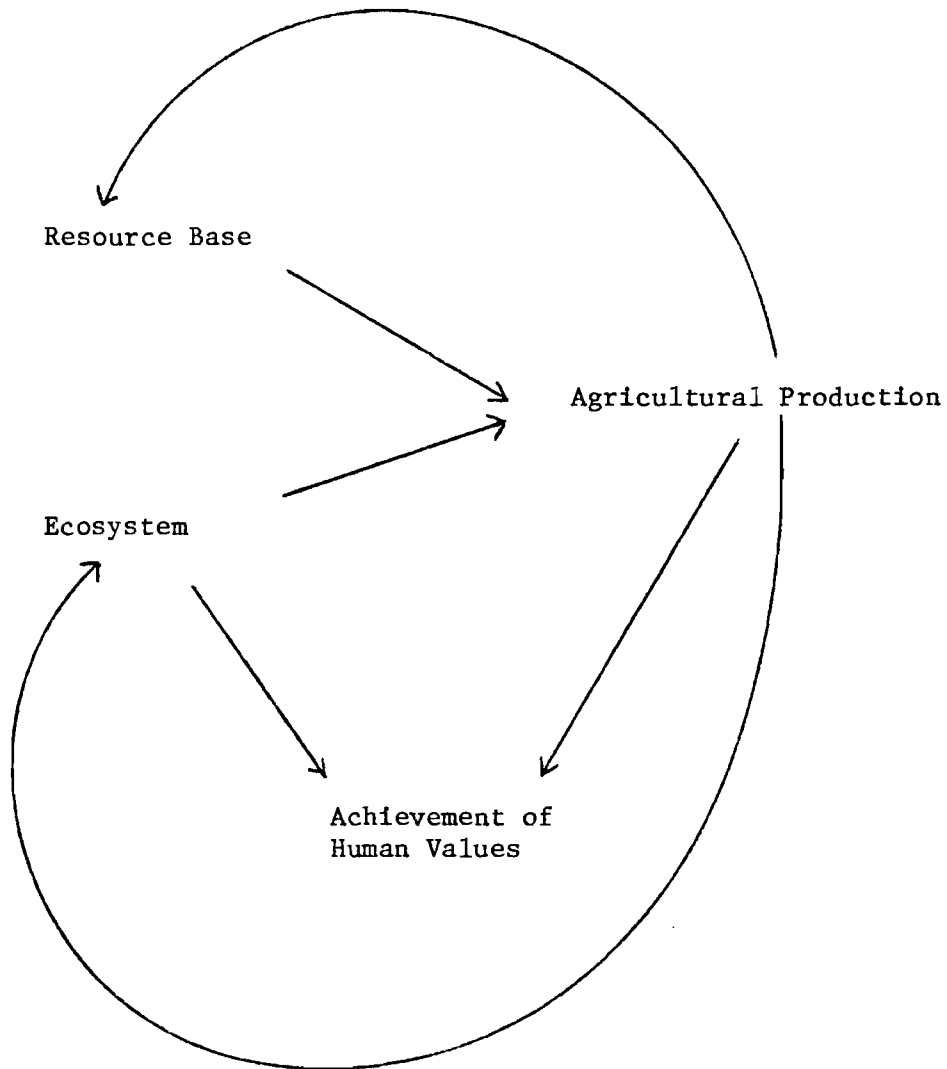 Resource Base
Agricultural Production
Ecosystem
Achievement of
Human Values